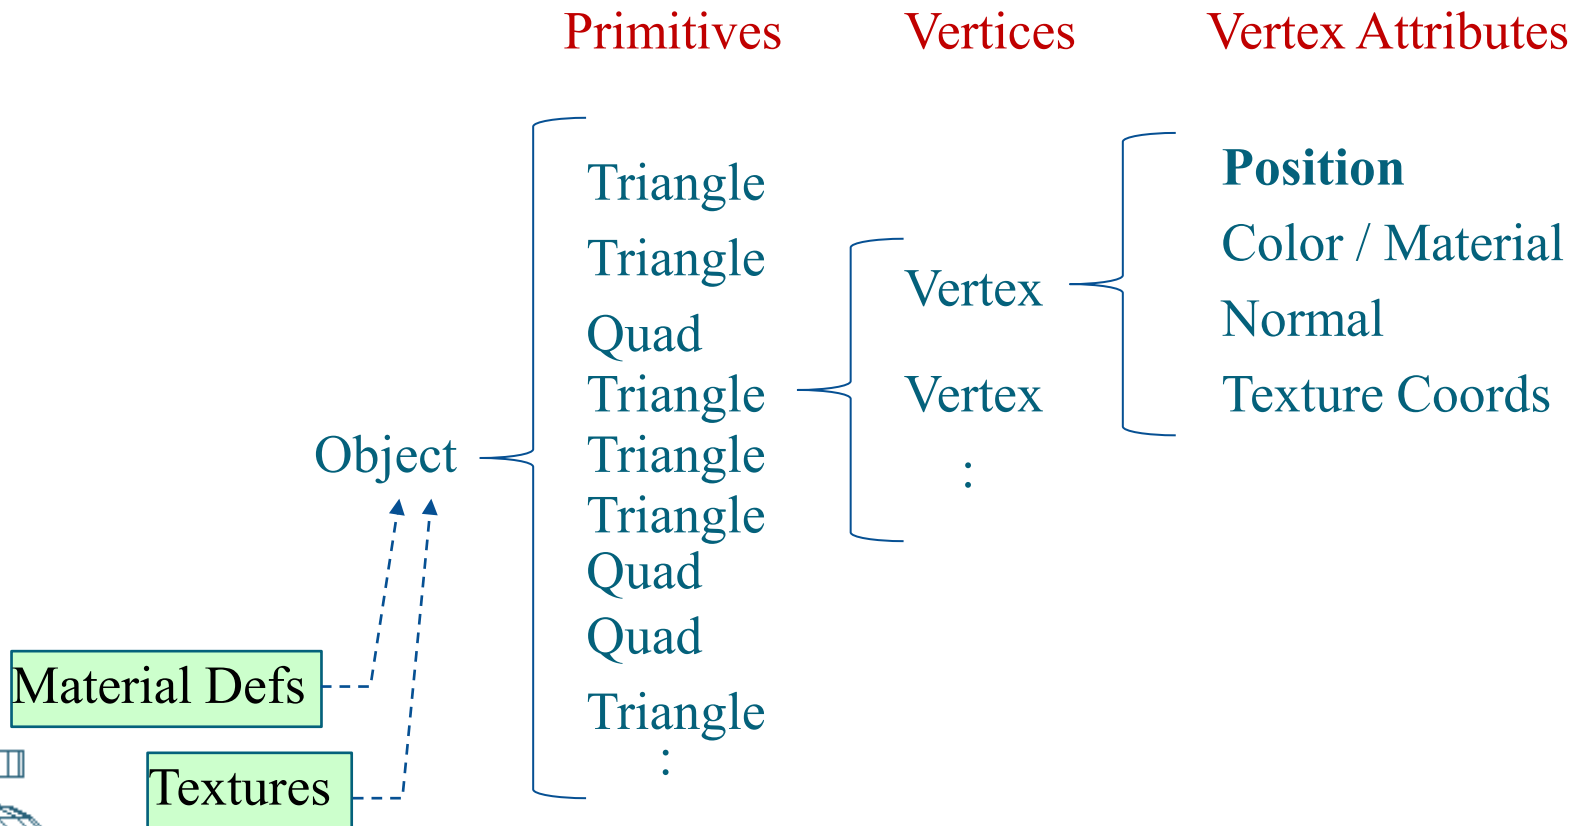 Primitives
Vertices
Vertex Attributes
Object
Triangle
Triangle
Quad
Triangle
Triangle
Triangle
Quad
Quad
Triangle
:
Vertex
Vertex
:
Position
Color / Material
Normal
Texture Coords
Material Defs
Textures